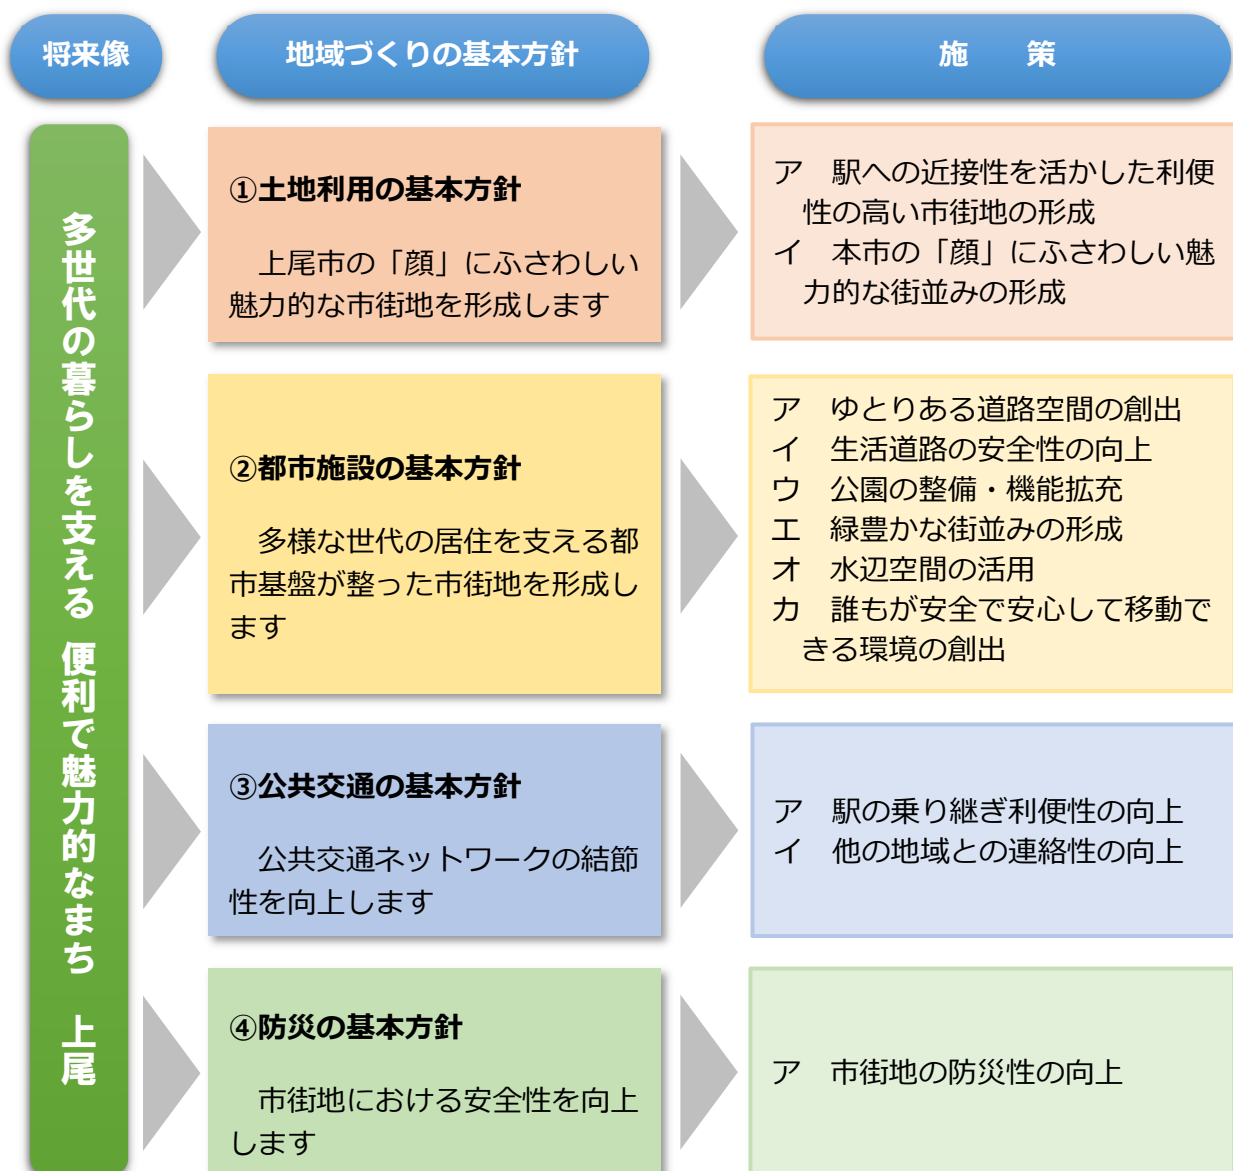 将来像
地域づくりの基本方針
施　策
多世代の暮らしを支える 便利で魅力的なまち　上尾
①土地利用の基本方針
上尾市の「顔」にふさわしい
魅力的な市街地を形成します
ア　駅への近接性を活かした利便
性の高い市街地の形成
イ　本市の「顔」にふさわしい魅
力的な街並みの形成
②都市施設の基本方針
多様な世代の居住を支える都
市基盤が整った市街地を形成し
ます
ア　ゆとりある道路空間の創出
イ　生活道路の安全性の向上
ウ　公園の整備・機能拡充
エ　緑豊かな街並みの形成
オ　水辺空間の活用
カ　誰もが安全で安心して移動で
きる環境の創出
③公共交通の基本方針
公共交通ネットワークの結節
性を向上します
ア　駅の乗り継ぎ利便性の向上
イ　他の地域との連絡性の向上
④防災の基本方針
市街地における安全性を向上
します
ア　市街地の防災性の向上